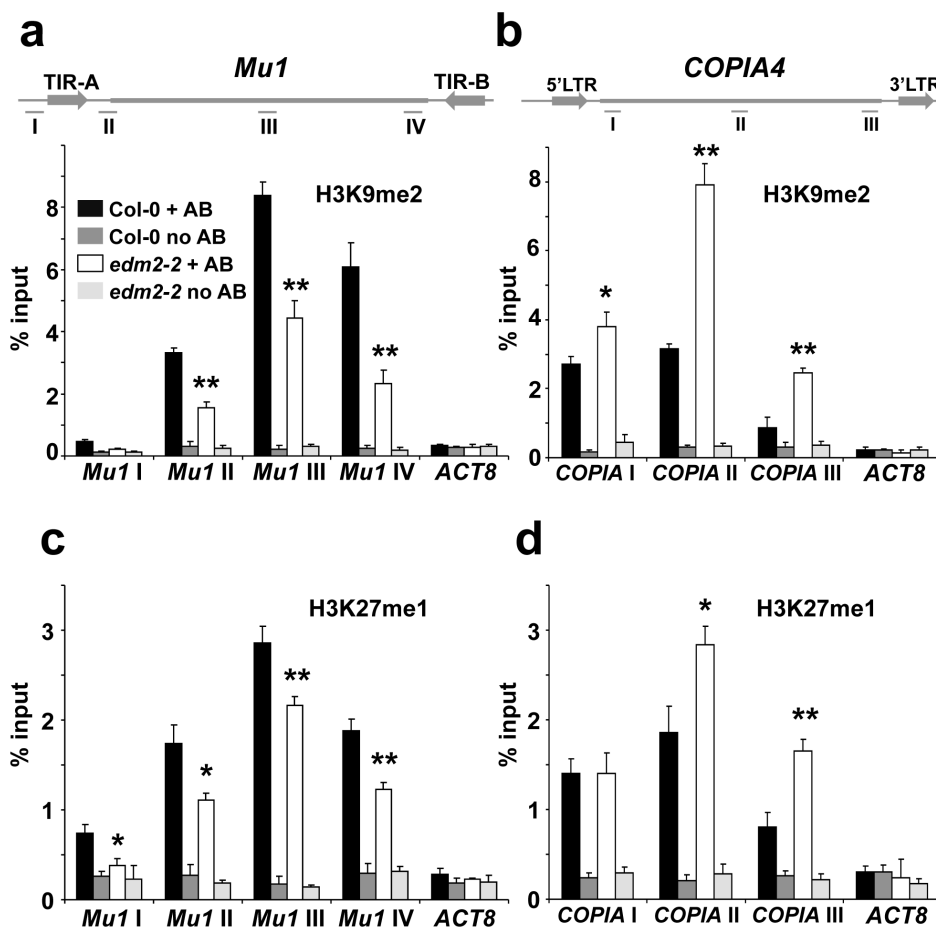 a
Mu1
TIR-A
TIR-B
I
II
III
IV
8
6
4
2
0
% input
H3K9me2
Col-0 + AB
Col-0 no AB
edm2-2 + AB
edm2-2 no AB
**
**
**
Mu1 I
Mu1 II
Mu1 III
Mu1 IV
ACT8
b
COPIA4
5'LTR
3'LTR
I
II
III
8
6
4
2
0
% input
H3K9me2
*
**
**
COPIA I
COPIA II
COPIA III
ACT8
c
3
2
1
0
% input
H3K27me1
*
*
**
**
Mu1 I
Mu1 II
Mu1 III
Mu1 IV
ACT8
d
3
2
1
0
% input
H3K27me1
*
**
COPIA I
COPIA II
COPIA III
ACT8